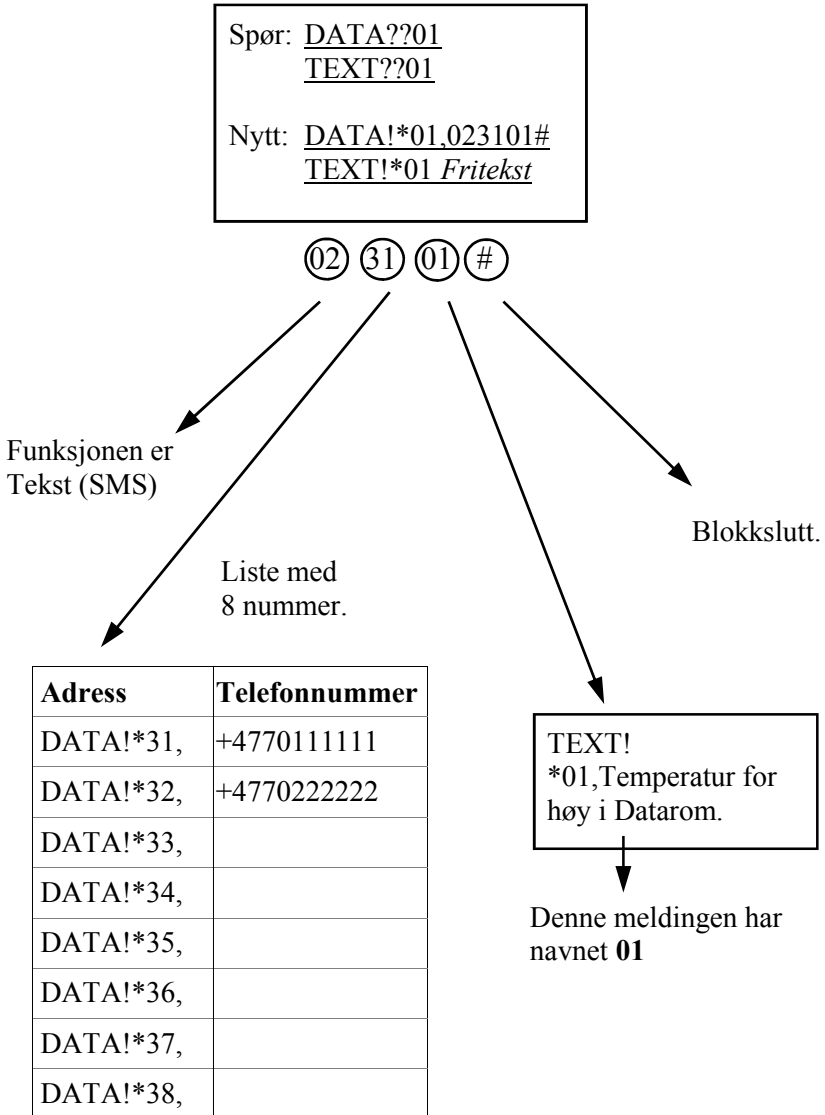 Spør: DATA??01
TEXT??01
Nytt: DATA!*01,023101#
TEXT!*01 Fritekst
02 31 01 #
Funksjonen er
Tekst (SMS)
Blokkslutt.
Liste med
8 nummer.
Adress Telefonnummer
DATA!*31, +4770111111
DATA!*32, +4770222222
DATA!*33,
DATA!*34,
DATA!*35,
DATA!*36,
DATA!*37,
DATA!*38,
TEXT!
*01,Temperatur for
høy i Datarom.
Denne meldingen har
navnet 01